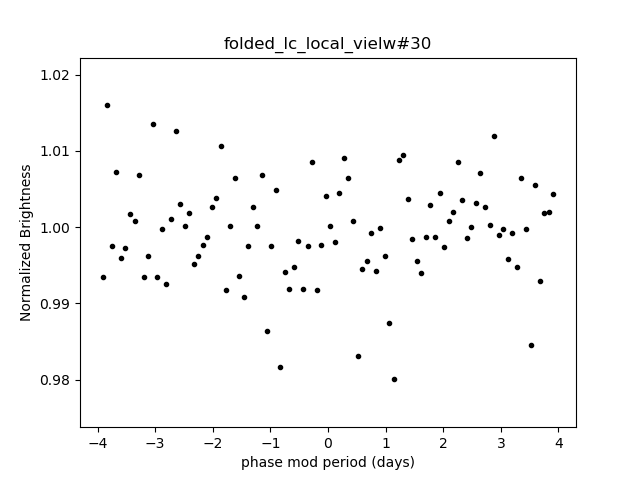 folded_lc_local_vielw#30
1.02
1.01
1.00
0.99
0.98
Normalized Brightness
−4 −3 −2 −1 0 1 2 3 4
phase mod period (days)